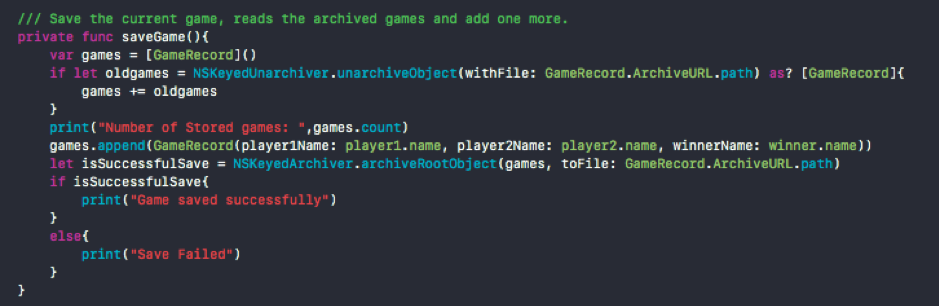 /// Save the current game, reads the archived games and add one more.
private func saveGame(){
    var games = [GameRecord]()
    if let oldgames = NSKeyedUnarchiver.unarchiveObject(withFile: GameRecord.ArchiveURL.path) as? [GameRecord]{
        games += oldgames
    }
    print("Number of Stored games: ",games.count)
    games.append(GameRecord(player1Name: player1.name, player2Name: player2.name, winnerName: winner.name))
    let isSuccessfulSave = NSKeyedArchiver.archiveRootObject(games, toFile: GameRecord.ArchiveURL.path)
    if isSuccessfulSave{
        print("Game saved successfully")
    }
    else{
        print("Save Failed")
    }
}